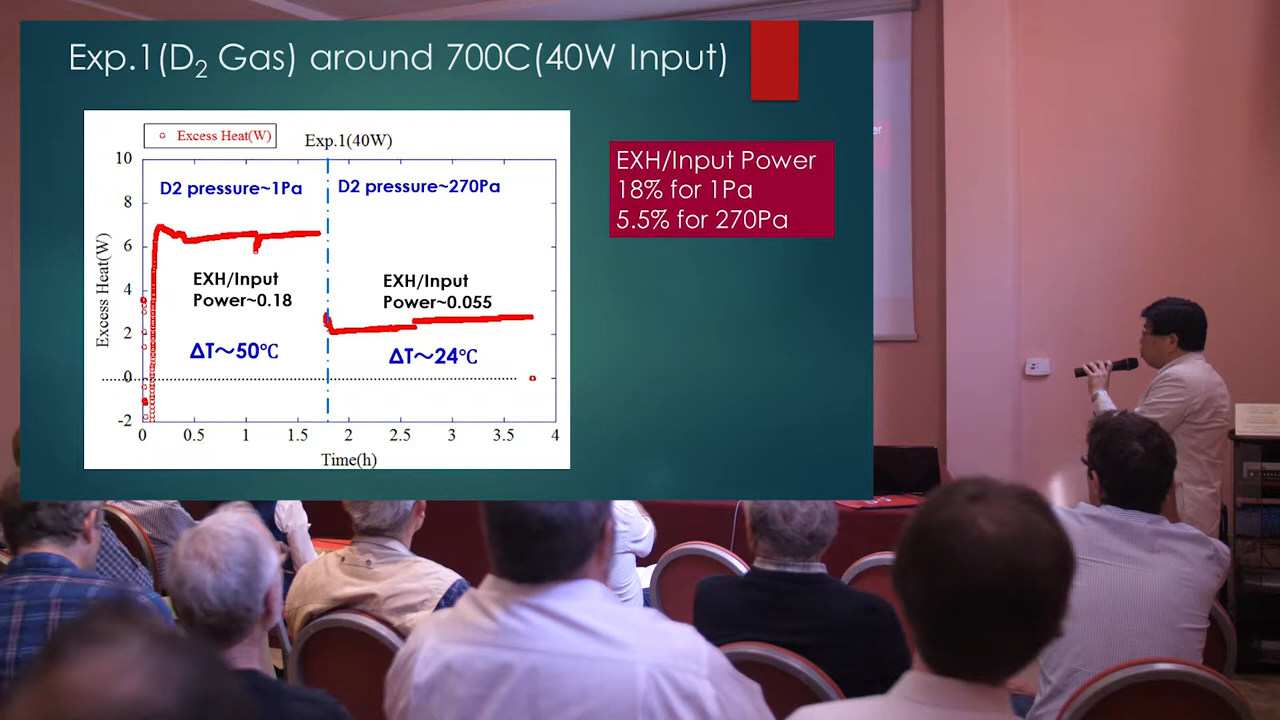 Exp.1(D₂ Gas) around 700C(40W Input)
Excess Heat(W)
Exp.1(40W)
10
8
6
4
2
0
-2
Excess Heat(W)
D2 pressure~1Pa
D2 pressure~270Pa
EXH/Input
Power~0.18
EXH/Input
Power~0.055
ΔT~50℃
ΔT~24℃
0
0.5
1
1.5
2
2.5
3
3.5
4
Time(h)
EXH/Input Power
18% for 1Pa
5.5% for 270Pa